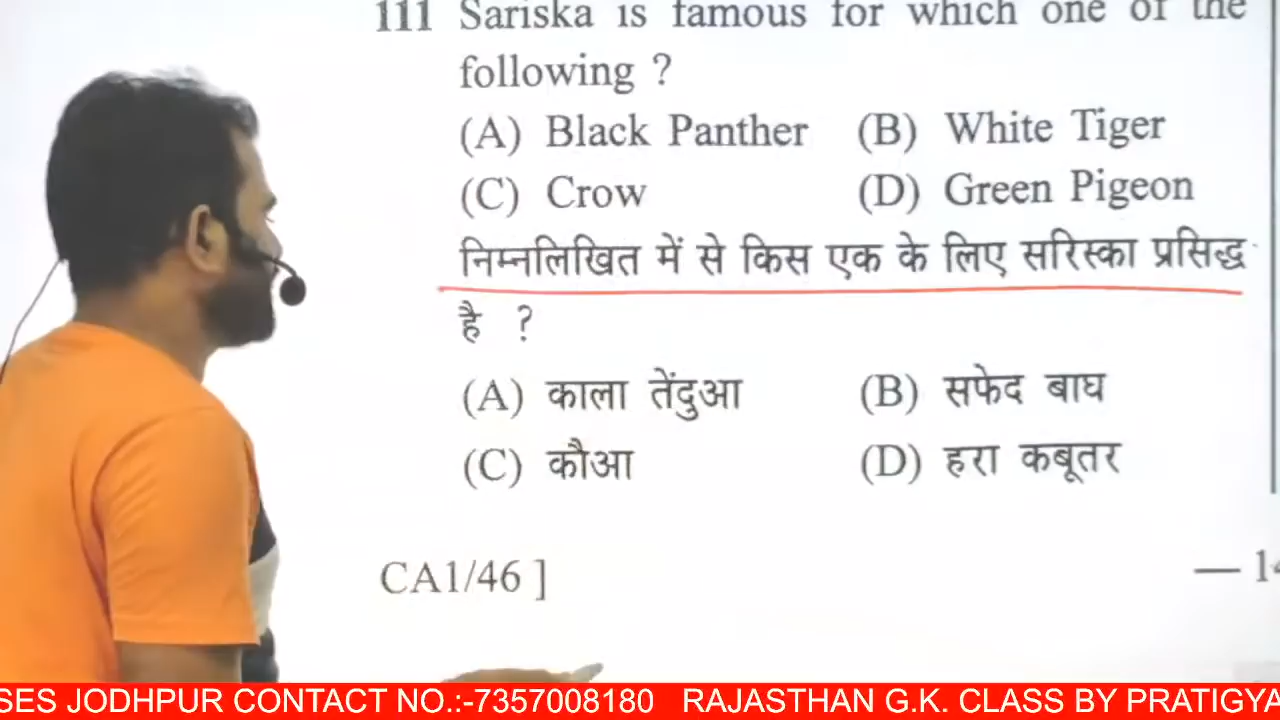 111 Sariska is famous for which one of the
following ?
(A) Black Panther (B) White Tiger
(C) Crow (D) Green Pigeon
निम्नलिखित में से किस एक के लिए सरिस्का प्रसिद्ध
है ?
(A) काला तेंदुआ (B) सफेद बाघ
(C) कौआ (D) हरा कबूतर
CA1/46 ]
SES JODHPUR CONTACT NO.:-7357008180 RAJASTHAN G.K. CLASS BY PRATIGYA